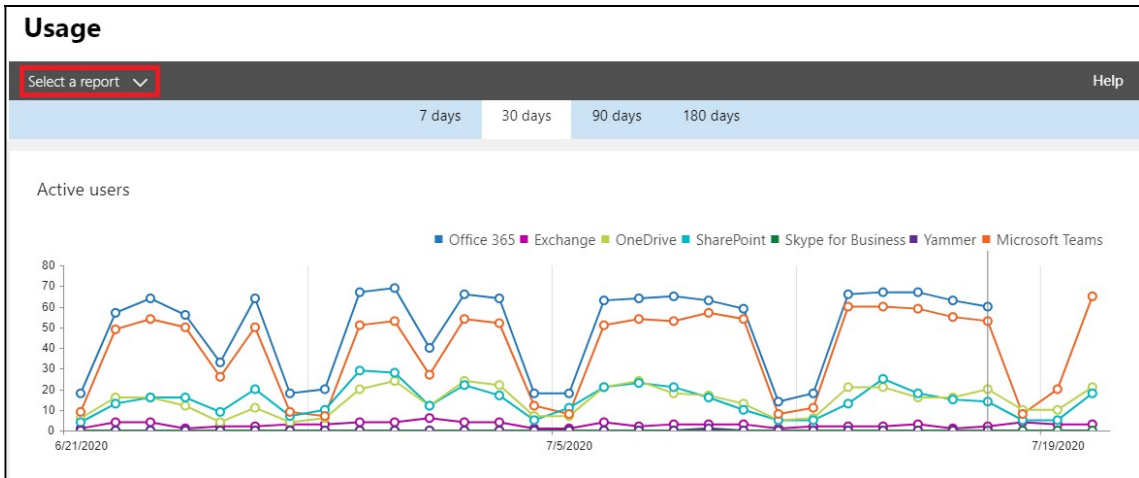 Usage
Select a report
Help
7 days 30 days 90 days 180 days
Active users
Office 365 Exchange OneDrive SharePoint Skype for Business Yammer Microsoft Teams
80
70
60
50
40
30
20
10
0
6/21/2020 7/5/2020 7/19/2020